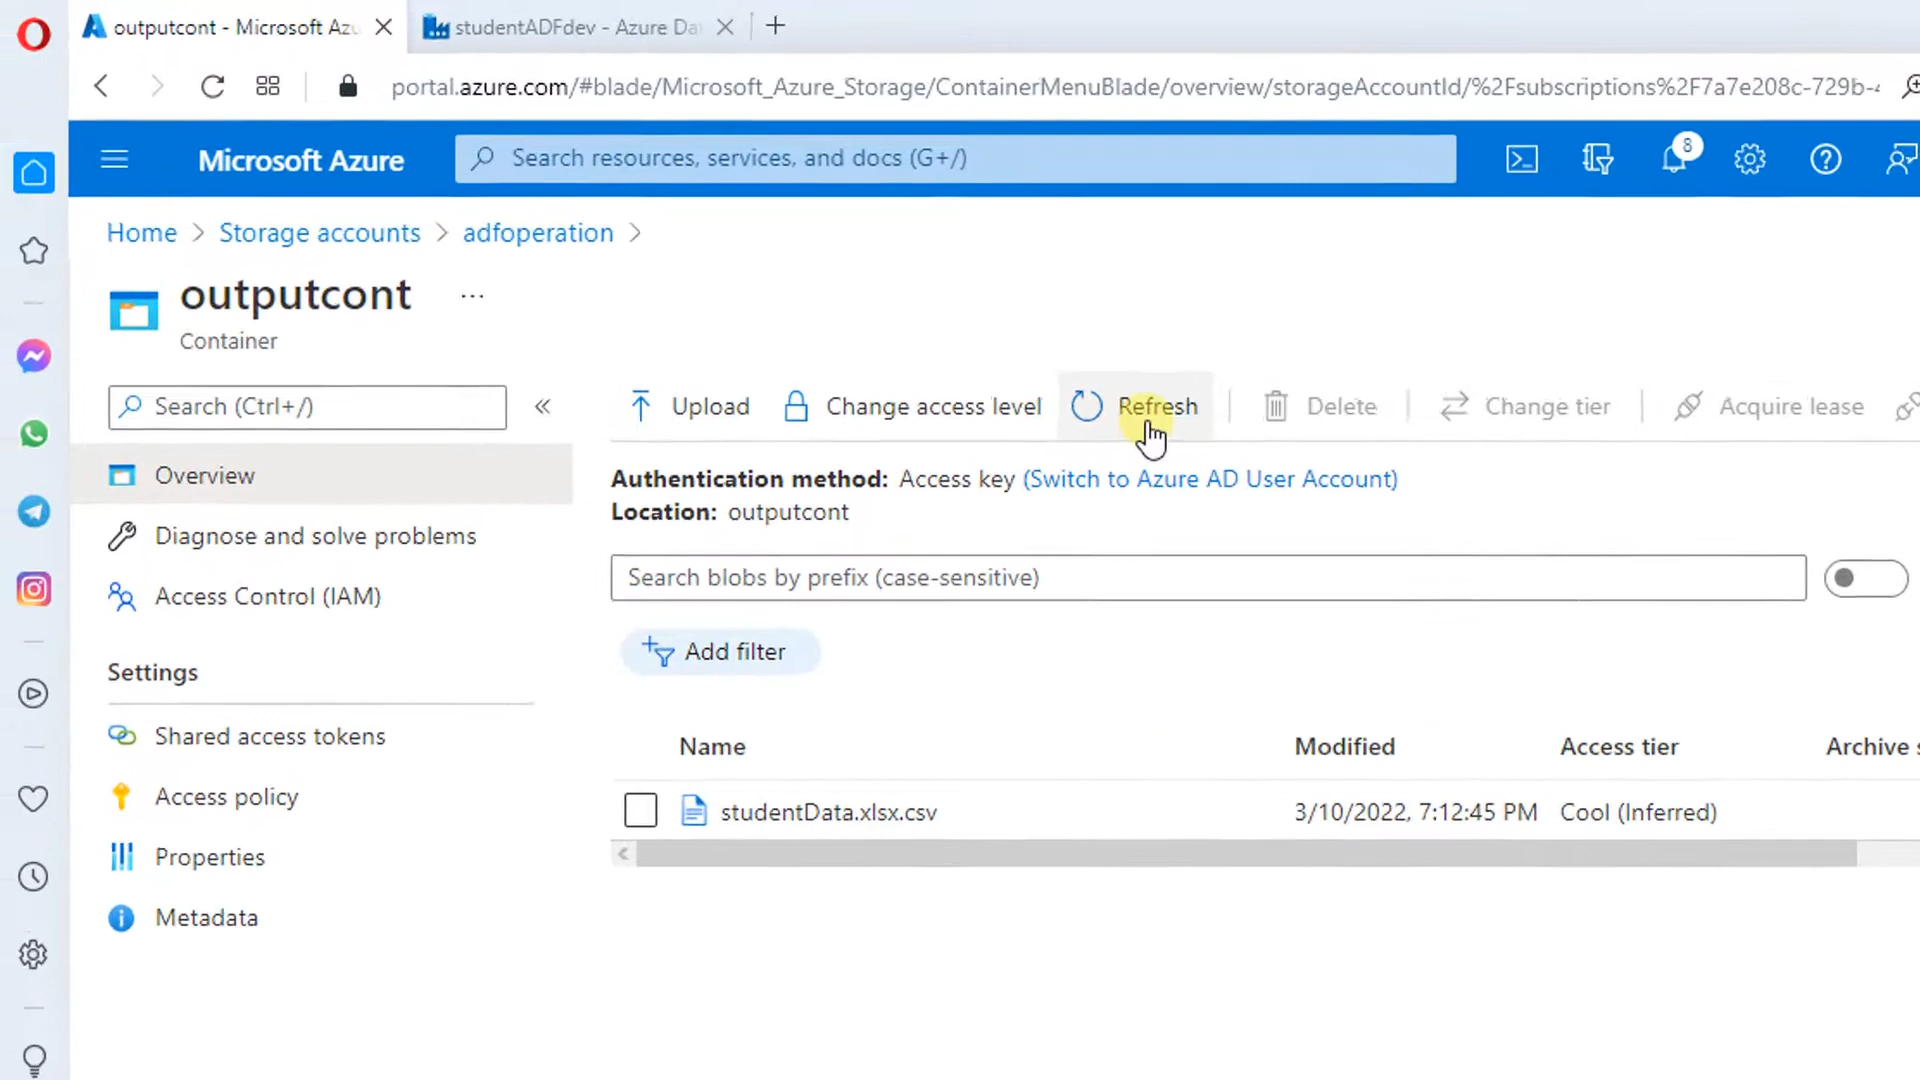 outputcont - Microsoft Azu
studentADFdev - Azure Da
portal.azure.com/#blade/Microsoft_Azure_Storage/ContainerMenuBlade/overview/storageAccountId/%2Fsubscriptions%2F7a7e208c-729b-4
Microsoft Azure
Search resources, services, and docs (G+/)
8
Home > Storage accounts > adfoperation >
outputcont ...
Container
Search (Ctrl+/)
Upload
Change access level
Refresh
Delete
Change tier
Acquire lease
Authentication method: Access key (Switch to Azure AD User Account)
Location: outputcont
Overview
Diagnose and solve problems
Access Control (IAM)
Settings
Shared access tokens
Access policy
Properties
Metadata
Search blobs by prefix (case-sensitive)
Add filter
Name Modified Access tier Archive s
studentData.xlsx.csv 3/10/2022, 7:12:45 PM Cool (Inferred)